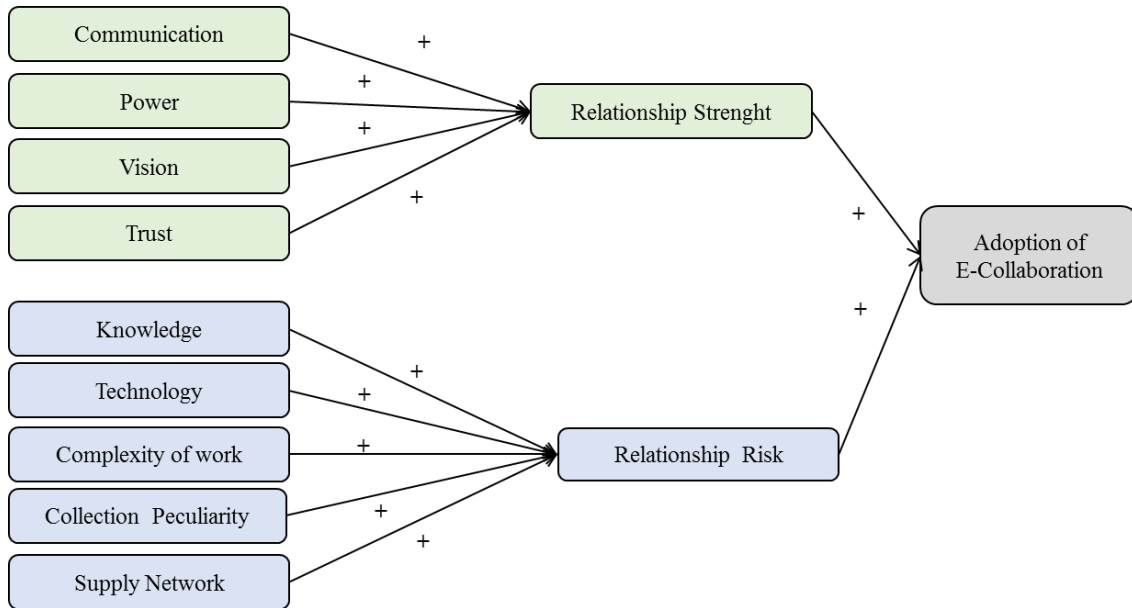 Communication
+
Power
+
Vision
+
Trust
+
Relationship Strenght
+
Adoption of
E-Collaboration
Knowledge
+
Technology
+
Complexity of work
+
Collection Peculiarity
+
Supply Network
+
Relationship Risk
+